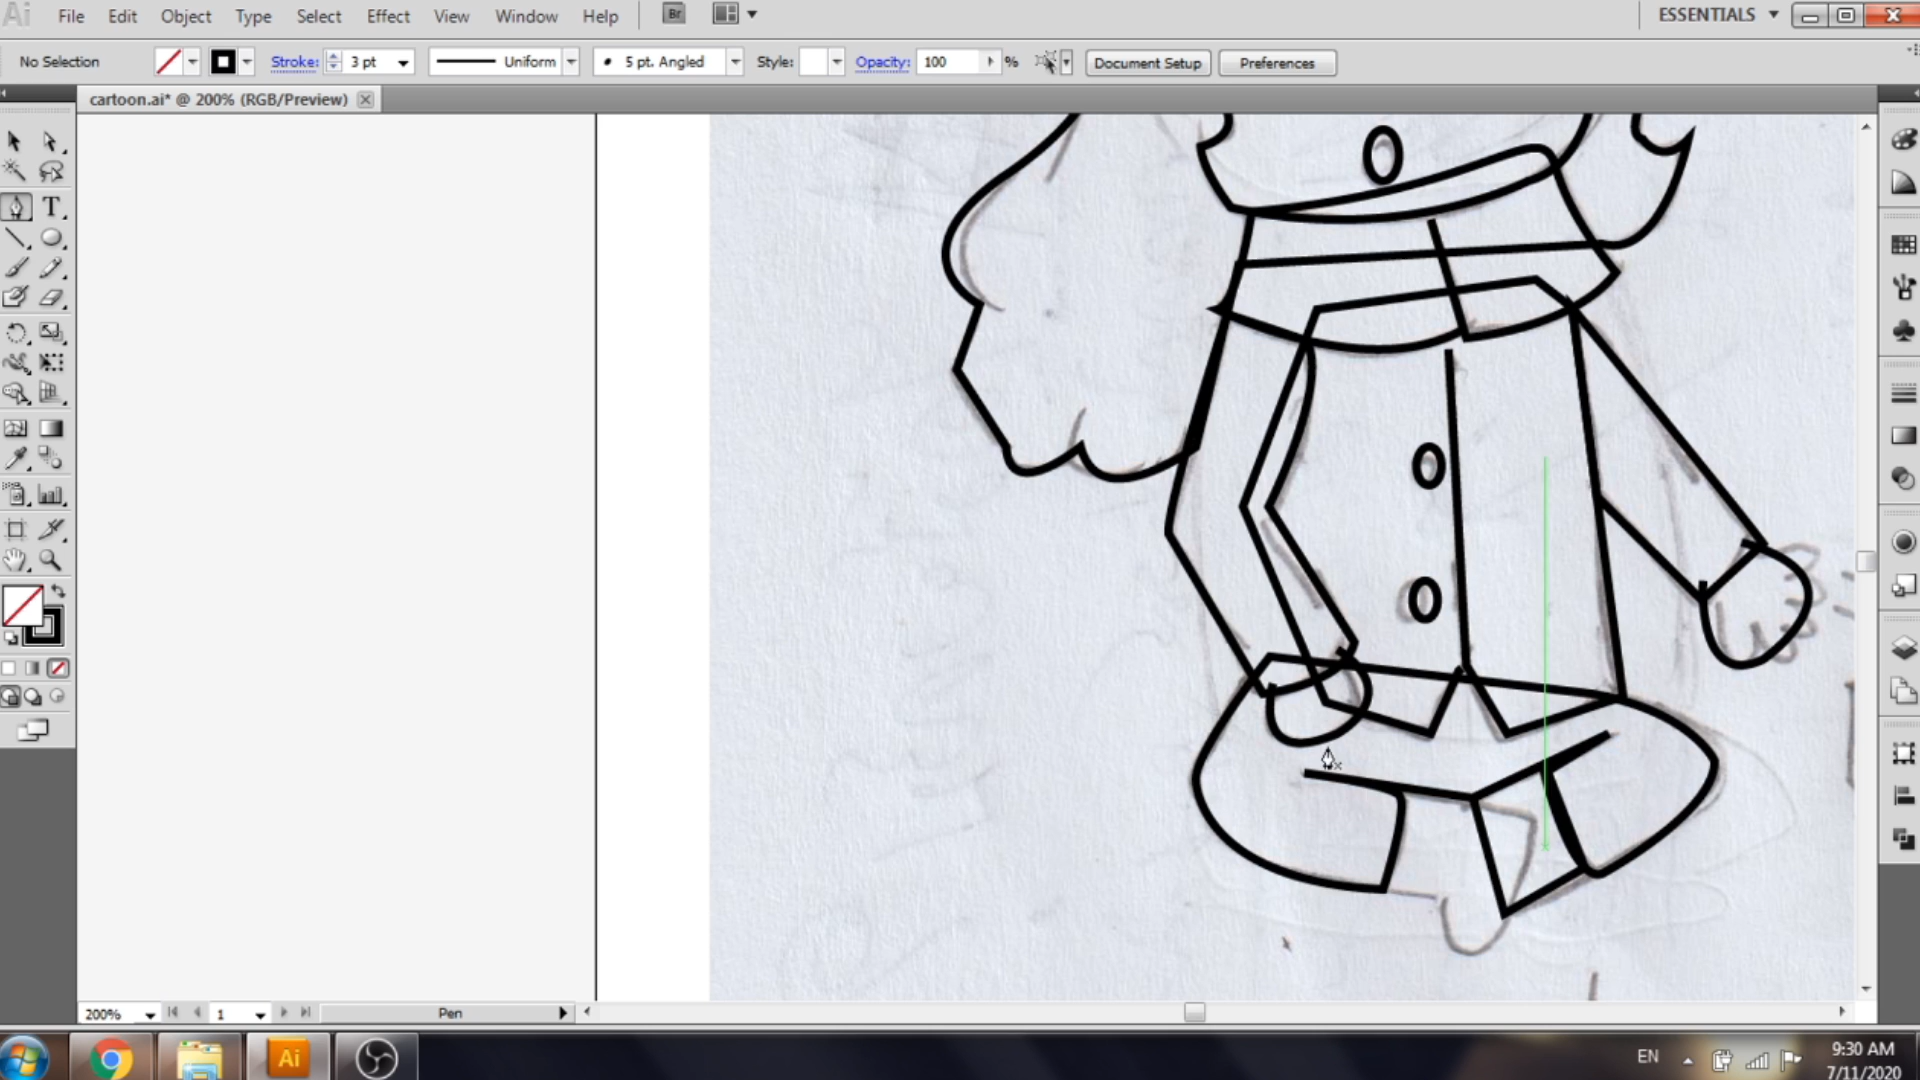 Ai File Edit Object Type Select Effect View Window Help Br ESSENTIALS
No Selection Stroke: 3 pt Uniform 5 pt. Angled Style: Opacity: 100 % Document Setup Preferences
cartoon.ai* @ 200% (RGB/Preview)
T
200% 1 Pen
Ai EN 9:30 AM
7/11/2020